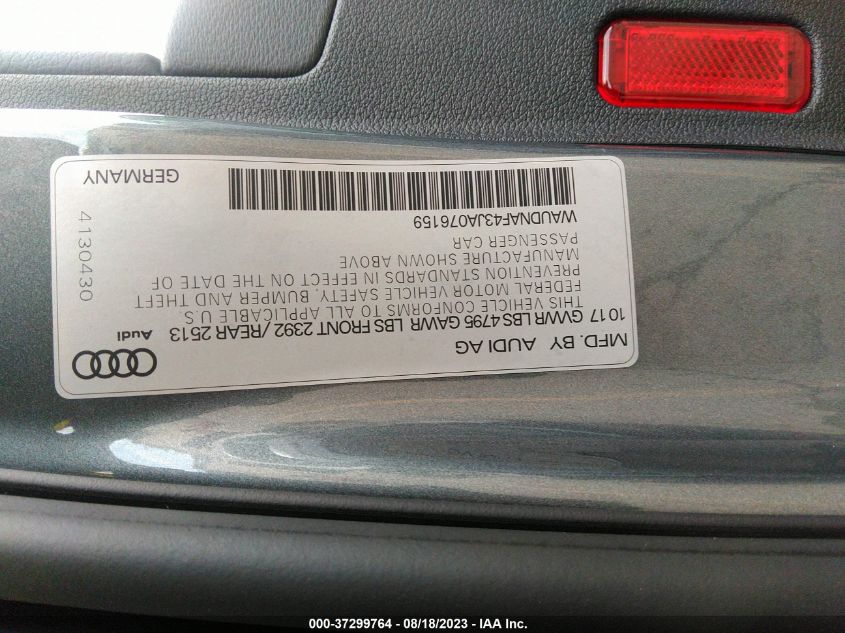 MFD. BY AUDI AG
Audi
10 17 GVWR LBS 4795 GAWR LBS FRONT 2392 / REAR 2513
THIS VEHICLE CONFORMS TO ALL APPLICABLE U.S.
FEDERAL MOTOR VEHICLE SAFETY, BUMPER AND THEFT
PREVENTION STANDARDS IN EFFECT ON THE DATE OF
MANUFACTURE SHOWN ABOVE
PASSENGER CAR
4130430
WAUDNAF43JA076159
GERMANY
000-37299764 - 08/18/2023 - IAA Inc.